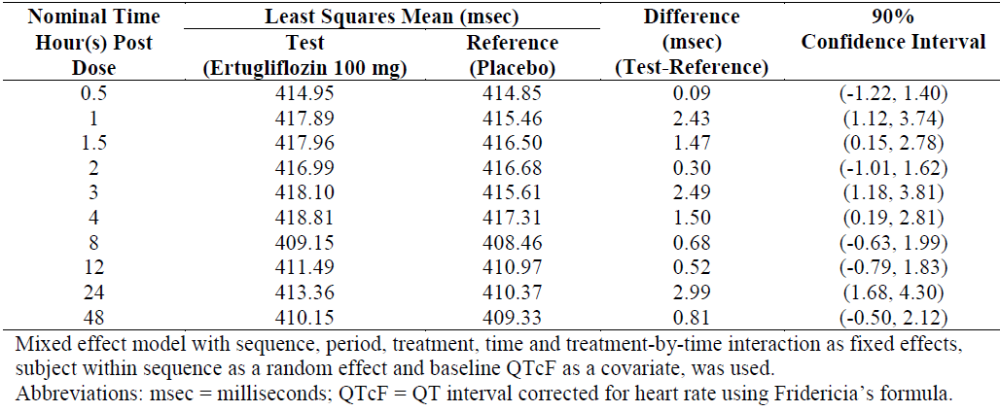 Nominal Time Least Squares Mean (msec) Difference 90%
Hour(s) Post Test Reference (msec) Confidence Interval
Dose (Ertugliflozin 100 mg) (Placebo) (Test-Reference)
0.5 414.95 414.85 0.09 (-1.22, 1.40)
1 417.89 415.46 2.43 (1.12, 3.74)
1.5 417.96 416.50 1.47 (0.15, 2.78)
2 416.99 416.68 0.30 (-1.01, 1.62)
3 418.10 415.61 2.49 (1.18, 3.81)
4 418.81 417.31 1.50 (0.19, 2.81)
8 409.15 408.46 0.68 (-0.63, 1.99)
12 411.49 410.97 0.52 (-0.79, 1.83)
24 413.36 410.37 2.99 (1.68, 4.30)
48 410.15 409.33 0.81 (-0.50, 2.12)
Mixed effect model with sequence, period, treatment, time and treatment-by-time interaction as fixed effects,
subject within sequence as a random effect and baseline QTcF as a covariate, was used.
Abbreviations: msec = milliseconds; QTcF = QT interval corrected for heart rate using Fridericia’s formula.